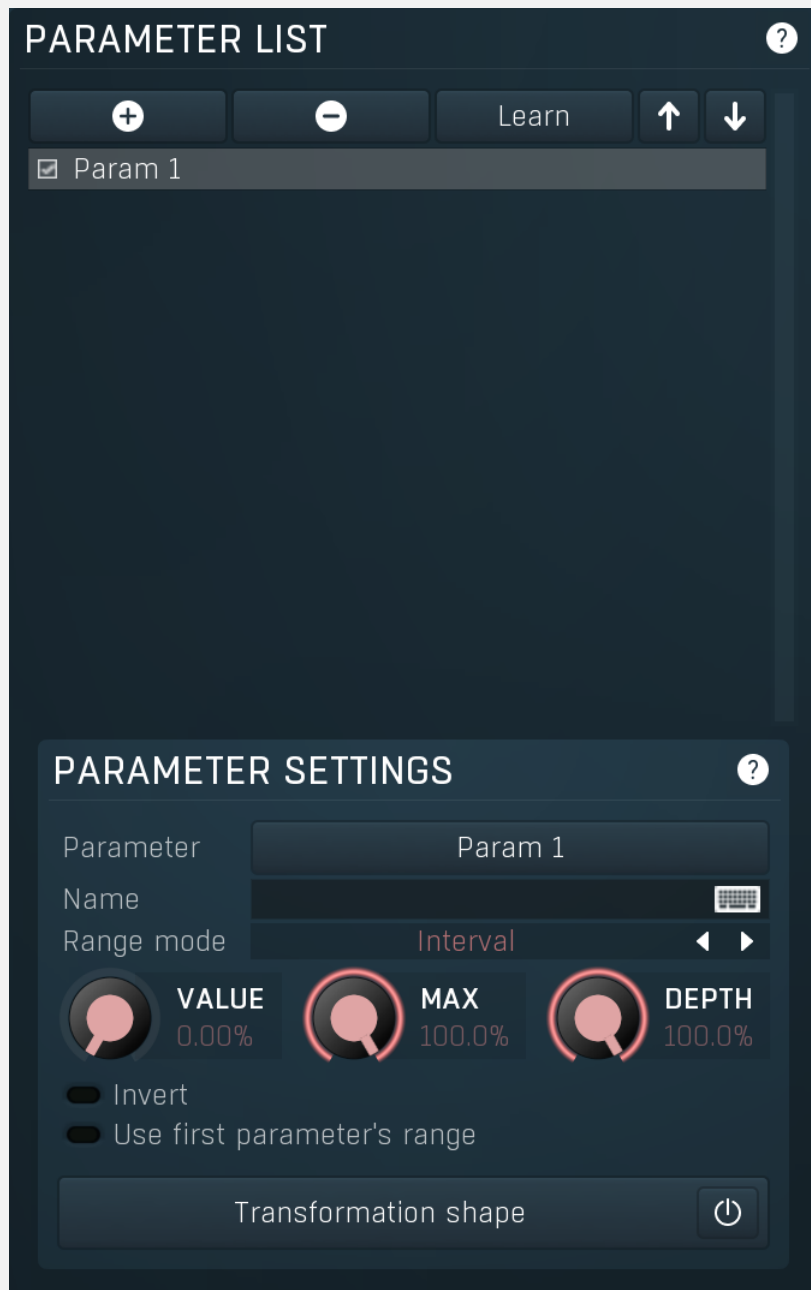 PARAMETER LIST ?
Learn
Param 1
PARAMETER SETTINGS ?
Parameter Param 1
Name
Range mode Interval
VALUE MAX DEPTH
0.00% 100.0% 100.0%
Invert
Use first parameter's range
Transformation shape